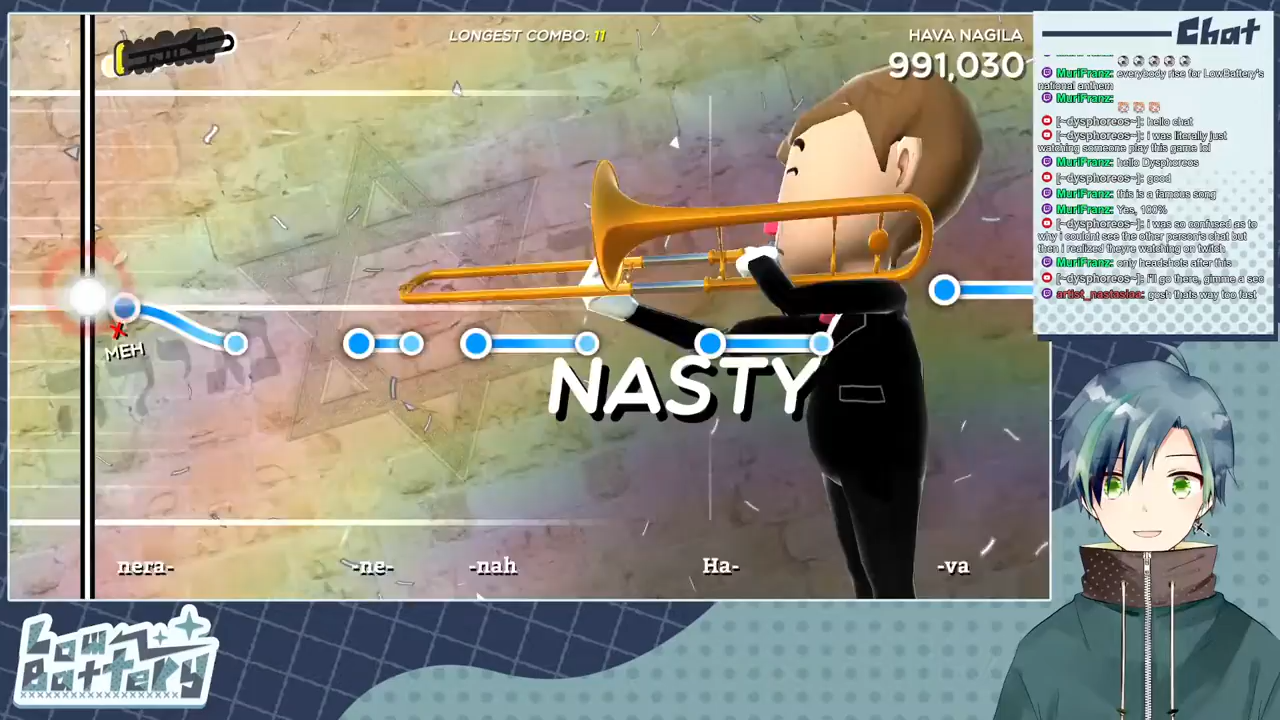 LONGEST COMBO: 11
HAVA NAGILA
991,030
MEH
NASTY
nera-
-ne-
-nah
Ha-
-va
Low
Battery
Chat
MuriFranz: everybody rise for LowBattery's
national anthem
MuriFranz:
[~dysphoreos~]: hello chat
[~dysphoreos~]: i was literally just
watching someone play this game lol
MuriFranz: hello Dysphoreos
[~dysphoreos~]: good
MuriFranz: this is a famous song
MuriFranz: Yes, 100%
[~dysphoreos~]: i was so confused as to
why i couldnt see the other person's chat but
then i realized theyre watching on twitch
MuriFranz: only headshots after this
[~dysphoreos~]: i'll go there, gimme a sec
artist_nastasiaa: gosh thats way too fast